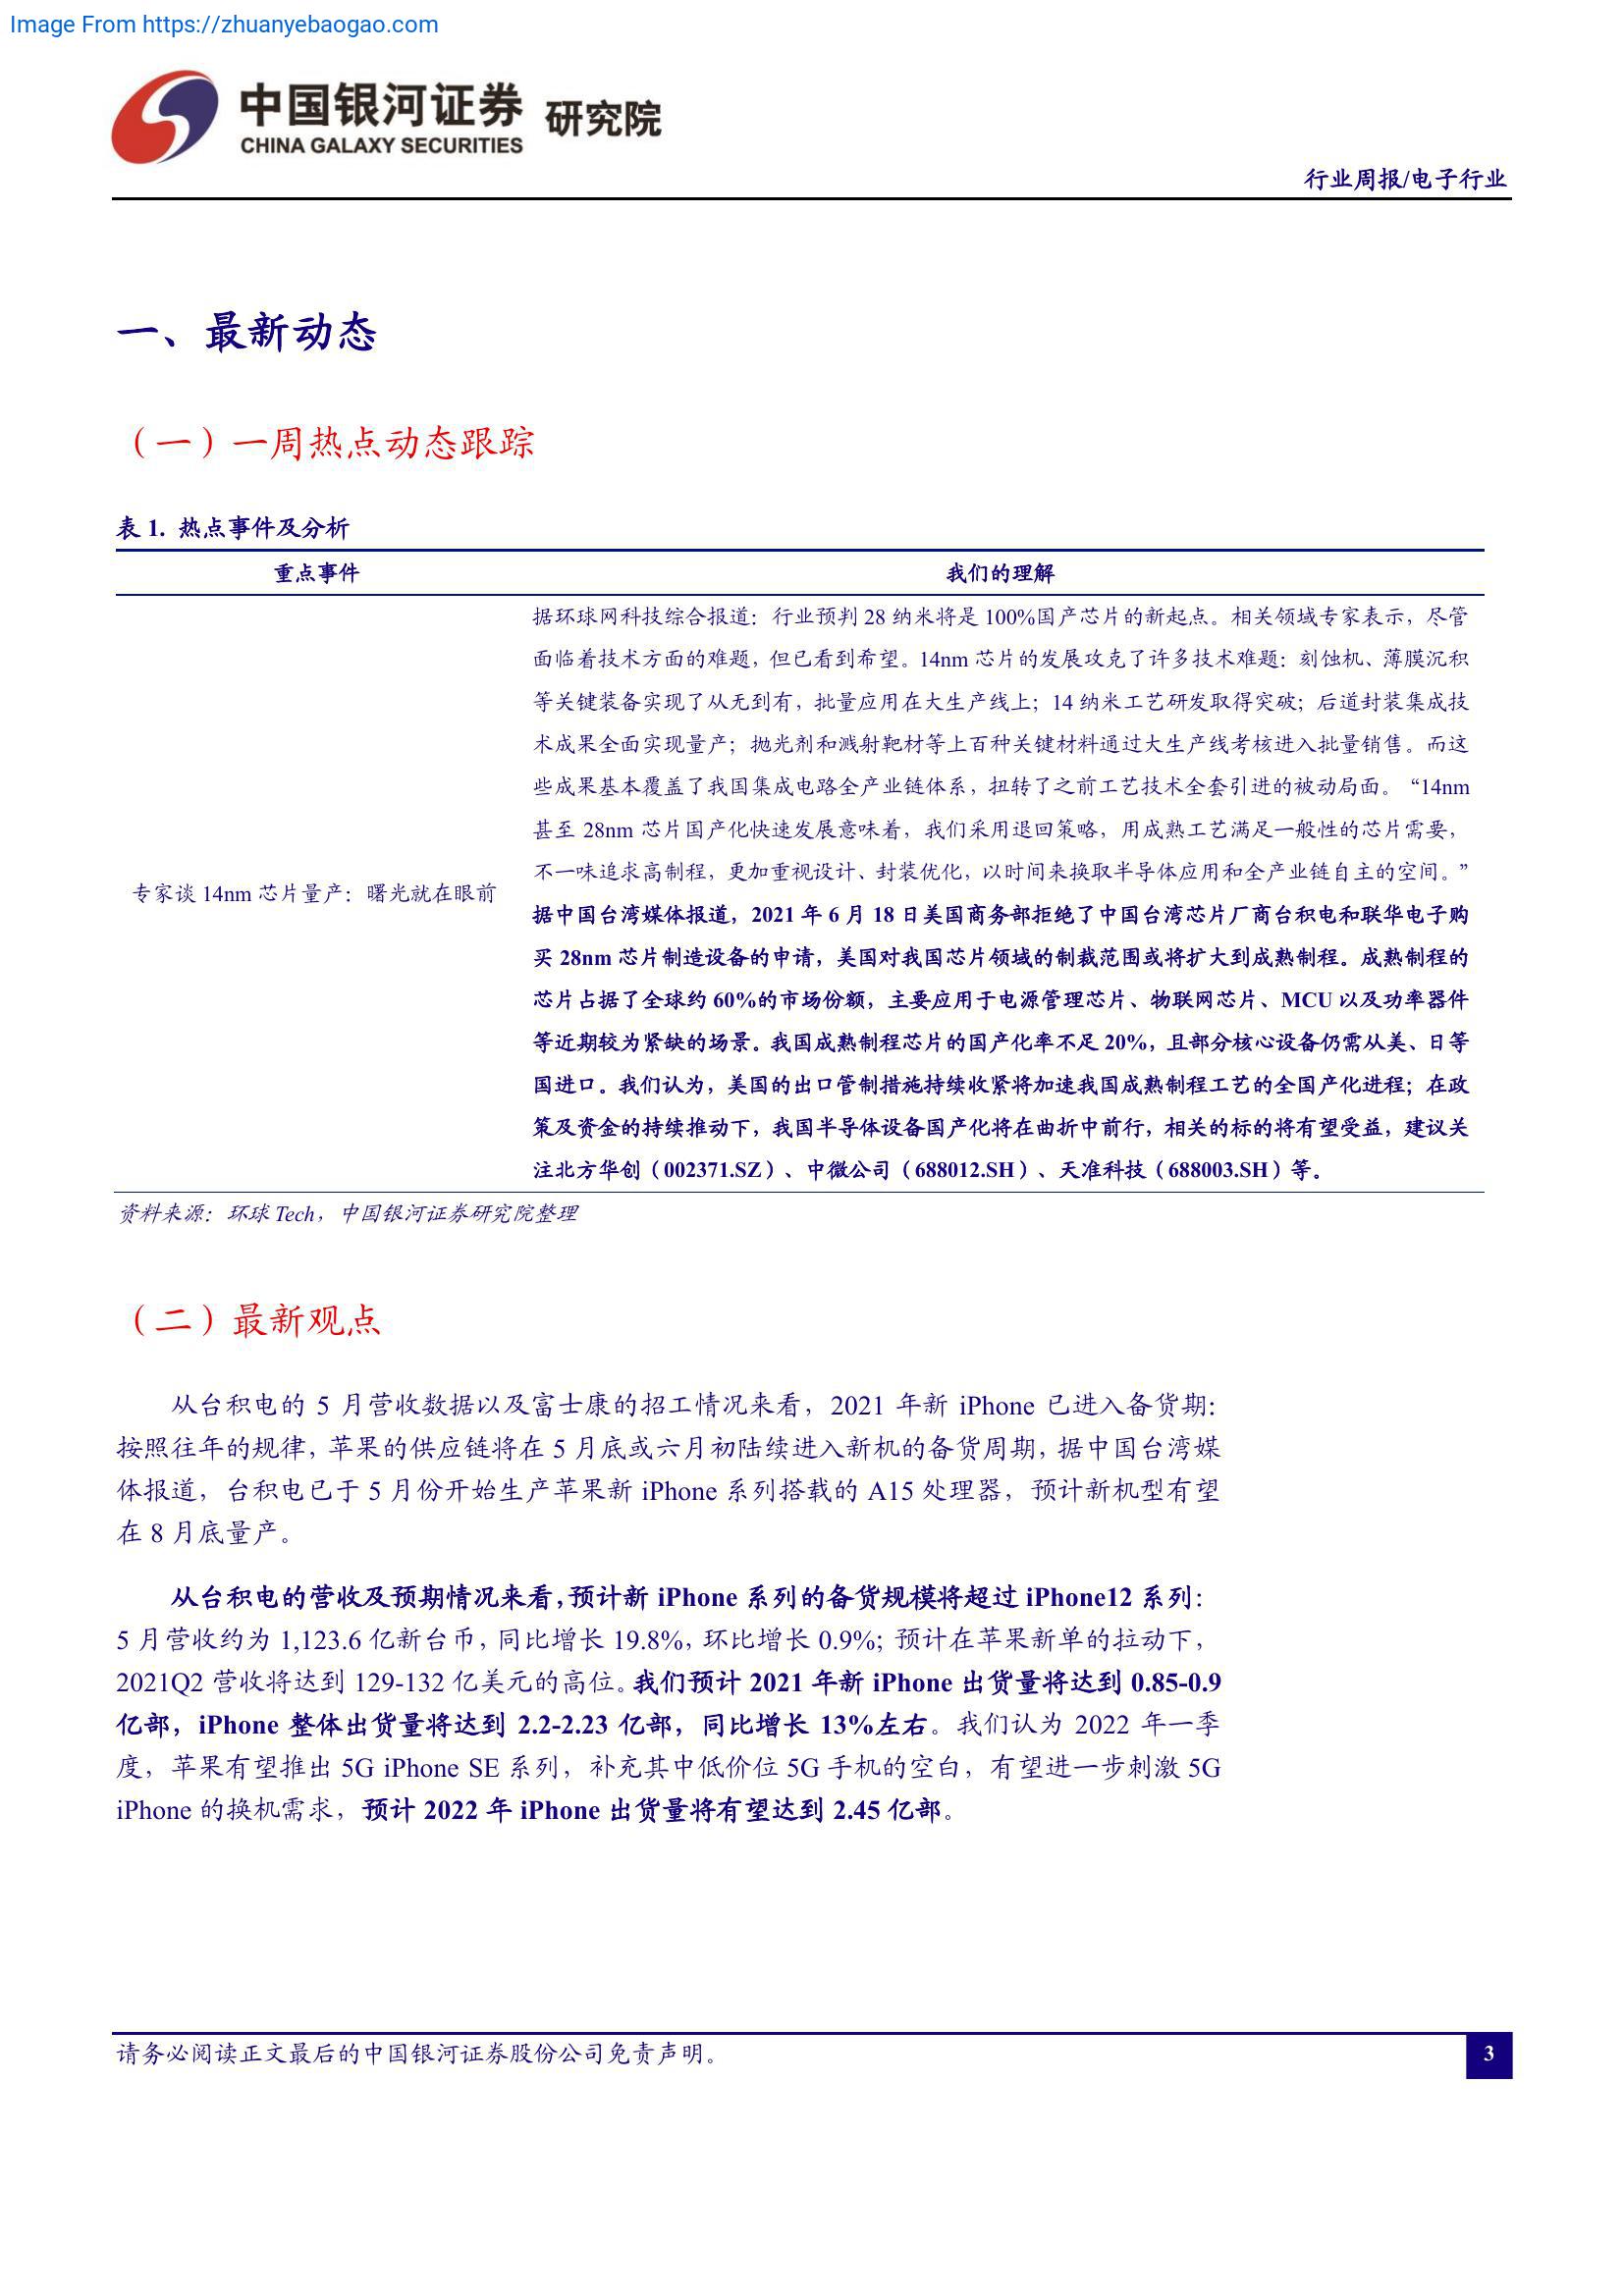 Image From https://zhuanyebaogao.com
中国银河证券 研究院
CHINA GALAXY SECURITIES
行业周报/电子行业
一、最新动态
（一）一周热点动态跟踪
表 1. 热点事件及分析
重点事件
我们的理解
专家谈 14nm 芯片量产：曙光就在眼前
据环球网科技综合报道：行业预判 28 纳米将是 100%国产芯片的新起点。相关领域专家表示，尽管
面临着技术方面的难题，但已看到希望。14nm 芯片的发展攻克了许多技术难题：刻蚀机、薄膜沉积
等关键装备实现了从无到有，批量应用在大生产线上；14 纳米工艺研发取得突破；后道封装集成技
术成果全面实现量产；抛光剂和溅射靶材等上百种关键材料通过大生产线考核进入批量销售。而这
些成果基本覆盖了我国集成电路全产业链体系，扭转了之前工艺技术全套引进的被动局面。“14nm
甚至 28nm 芯片国产化快速发展意味着，我们采用退回策略，用成熟工艺满足一般性的芯片需要，
不一味追求高制程，更加重视设计、封装优化，以时间来换取半导体应用和全产业链自主的空间。”
据中国台湾媒体报道，2021 年 6 月 18 日美国商务部拒绝了中国台湾芯片厂商台积电和联华电子购
买 28nm 芯片制造设备的申请，美国对我国芯片领域的制裁范围或将扩大到成熟制程。成熟制程的
芯片占据了全球约 60%的市场份额，主要应用于电源管理芯片、物联网芯片、MCU 以及功率器件
等近期较为紧缺的场景。我国成熟制程芯片的国产化率不足 20%，且部分核心设备仍需从美、日等
国进口。我们认为，美国的出口管制措施持续收紧将加速我国成熟制程工艺的全国产化进程；在政
策及资金的持续推动下，我国半导体设备国产化将在曲折中前行，相关的标的将有望受益，建议关
注北方华创（002371.SZ）、中微公司（688012.SH）、天准科技（688003.SH）等。
资料来源：环球 Tech，中国银河证券研究院整理
（二）最新观点
从台积电的 5 月营收数据以及富士康的招工情况来看，2021 年新 iPhone 已进入备货期：
按照往年的规律，苹果的供应链将在 5 月底或六月初陆续进入新机的备货周期，据中国台湾媒
体报道，台积电已于 5 月份开始生产苹果新 iPhone 系列搭载的 A15 处理器，预计新机型有望
在 8 月底量产。
从台积电的营收及预期情况来看，预计新 iPhone 系列的备货规模将超过 iPhone12 系列：
5 月营收约为 1,123.6 亿新台币，同比增长 19.8%，环比增长 0.9%；预计在苹果新单的拉动下，
2021Q2 营收将达到 129-132 亿美元的高位。我们预计 2021 年新 iPhone 出货量将达到 0.85-0.9
亿部，iPhone 整体出货量将达到 2.2-2.23 亿部，同比增长 13%左右。我们认为 2022 年一季
度，苹果有望推出 5G iPhone SE 系列，补充其中低价位 5G 手机的空白，有望进一步刺激 5G
iPhone 的换机需求，预计 2022 年 iPhone 出货量将有望达到 2.45 亿部。
请务必阅读正文最后的中国银河证券股份公司免责声明。
3